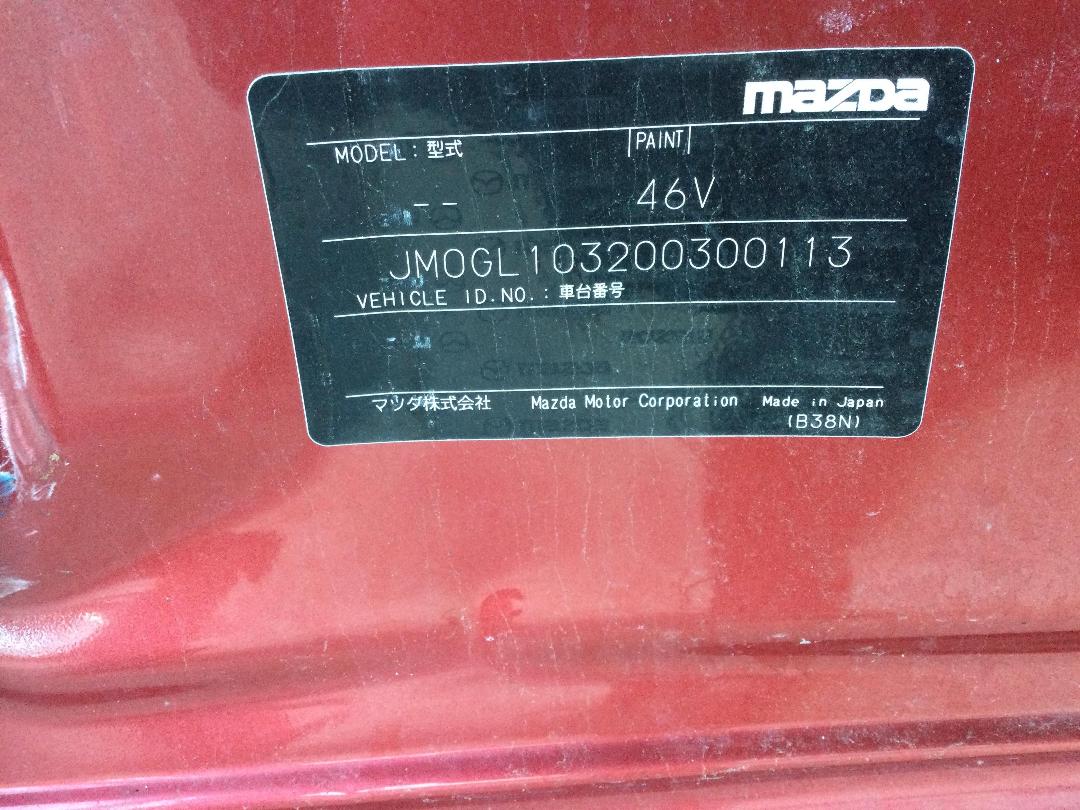 mazda
MODEL：型式 PAINT
-- 46V
JM0GL103200300113
VEHICLE ID.NO.：車台番号
マツダ株式会社 Mazda Motor Corporation Made in Japan
(B38N)